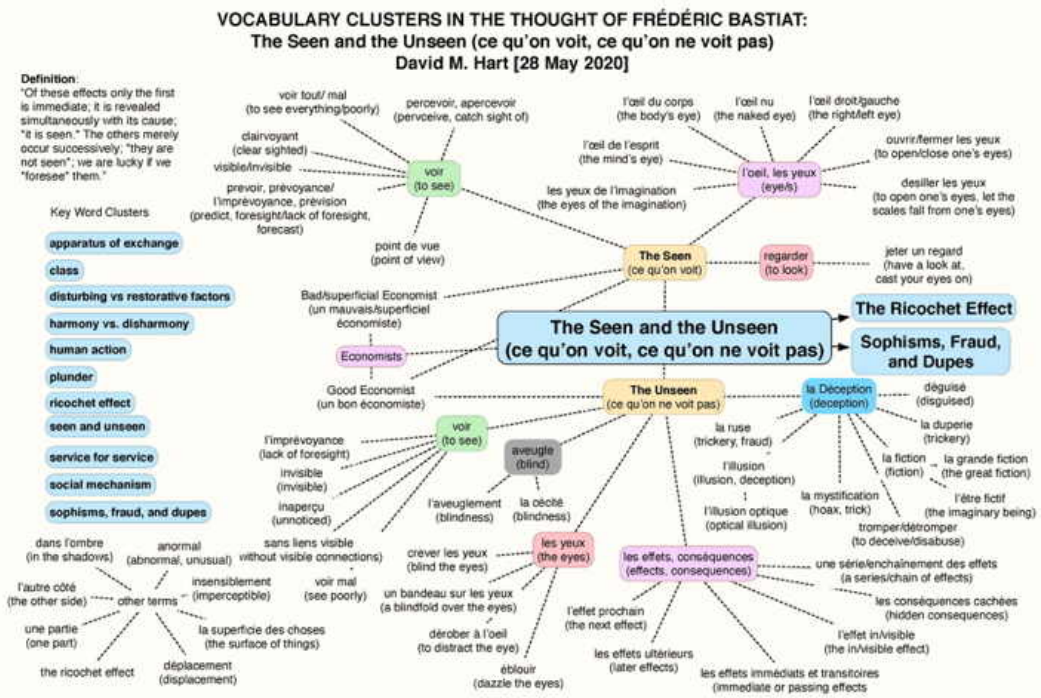 VOCABULARY CLUSTERS IN THE THOUGHT OF FRÉDÉRIC BASTIAT:
The Seen and the Unseen (ce qu'on voit, ce qu'on ne voit pas)
David M. Hart [28 May 2020]
Definition:
"Of these effects only the first
is immediate; it is revealed
simultaneously with its cause;
"it is seen." The others merely
occur successively; "they are
not seen"; we are lucky if we
"foresee" them."
Key Word Clusters
apparatus of exchange
class
disturbing vs restorative factors
harmony vs. disharmony
human action
plunder
ricochet effect
seen and unseen
service for service
social mechanism
sophisms, fraud, and dupes
voir tout/ mal
(to see everything/poorly)
percevoir, apercevoir
(pervceive, catch sight of)
clairvoyant
(clear sighted)
visible/invisible
prevoir, prévoyance/
l'imprévoyance, prévision
(predict, foresight/lack of foresight,
forecast)
point de vue
(point of view)
voir
(to see)
l'œil du corps
(the body's eye)
l'œil nu
(the naked eye)
l'œil droit/gauche
(the right/left eye)
l'œil de l'esprit
(the mind's eye)
les yeux de l'imagination
(the eyes of the imagination)
l'oeil, les yeux
(eye/s)
ouvrir/fermer les yeux
(to open/close one's eyes)
desiller les yeux
(to open one's eyes, let the
scales fall from one's eyes)
The Seen
(ce qu'on voit)
regarder
(to look)
jeter un regard
(have a look at,
cast your eyes on)
Bad/superficial Economist
(un mauvais/superficiel
économiste)
Economists
Good Economist
(un bon économiste)
The Seen and the Unseen
(ce qu'on voit, ce qu'on ne voit pas)
The Ricochet Effect
Sophisms, Fraud,
and Dupes
The Unseen
(ce qu'on ne voit pas)
la Déception
(deception)
déguisé
(disguised)
la duperie
(trickery)
la fiction
(fiction)
la grande fiction
(the great fiction)
l'être fictif
(the imaginary being)
la ruse
(trickery, fraud)
l'illusion
(illusion, deception)
l'illusion optique
(optical illusion)
la mystification
(hoax, trick)
tromper/détromper
(to deceive/disabuse)
voir
(to see)
l'imprévoyance
(lack of foresight)
invisible
(invisible)
inaperçu
(unnoticed)
sans liens visible
without visible connections)
voir mal
(see poorly)
aveugle
(blind)
l'aveuglement
(blindness)
la cécité
(blindness)
les yeux
(the eyes)
crever les yeux
(blind the eyes)
un bandeau sur les yeux
(a blindfold over the eyes)
dérober à l'oeil
(to distract the eye)
éblouir
(dazzle the eyes)
les effets, conséquences
(effects, consequences)
une série/enchaînement des effets
(a series/chain of effects)
les conséquences cachées
(hidden consequences)
l'effet in/visible
(the in/visible effect)
l'effet prochain
(the next effect)
les effets ultérieurs
(later effects)
les effets immédiats et transitoires
(immediate or passing effects
dans l'ombre
(in the shadows)
anormal
(abnormal, unusual)
l'autre côté
(the other side)
other terms
insensiblement
(imperceptible)
une partie
(one part)
la superficie des choses
(the surface of things)
the ricochet effect
déplacement
(displacement)